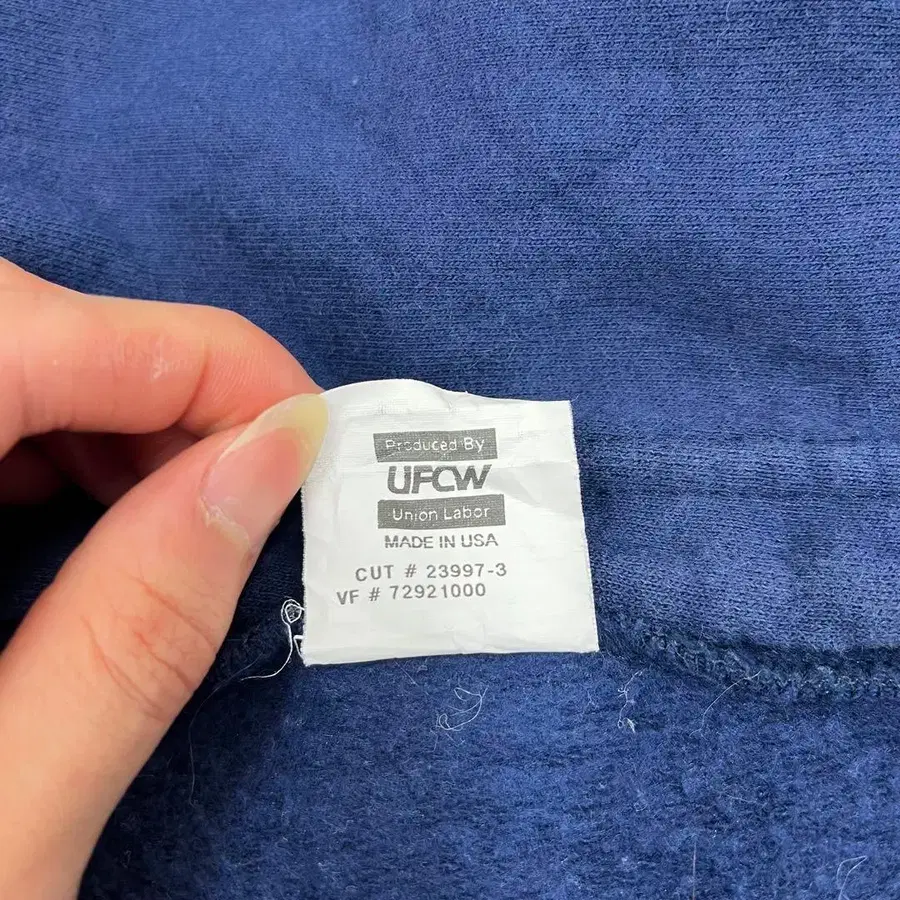 Produced By
UFCW
Union Labor
MADE IN USA
CUT # 23997-3
VF # 72921000